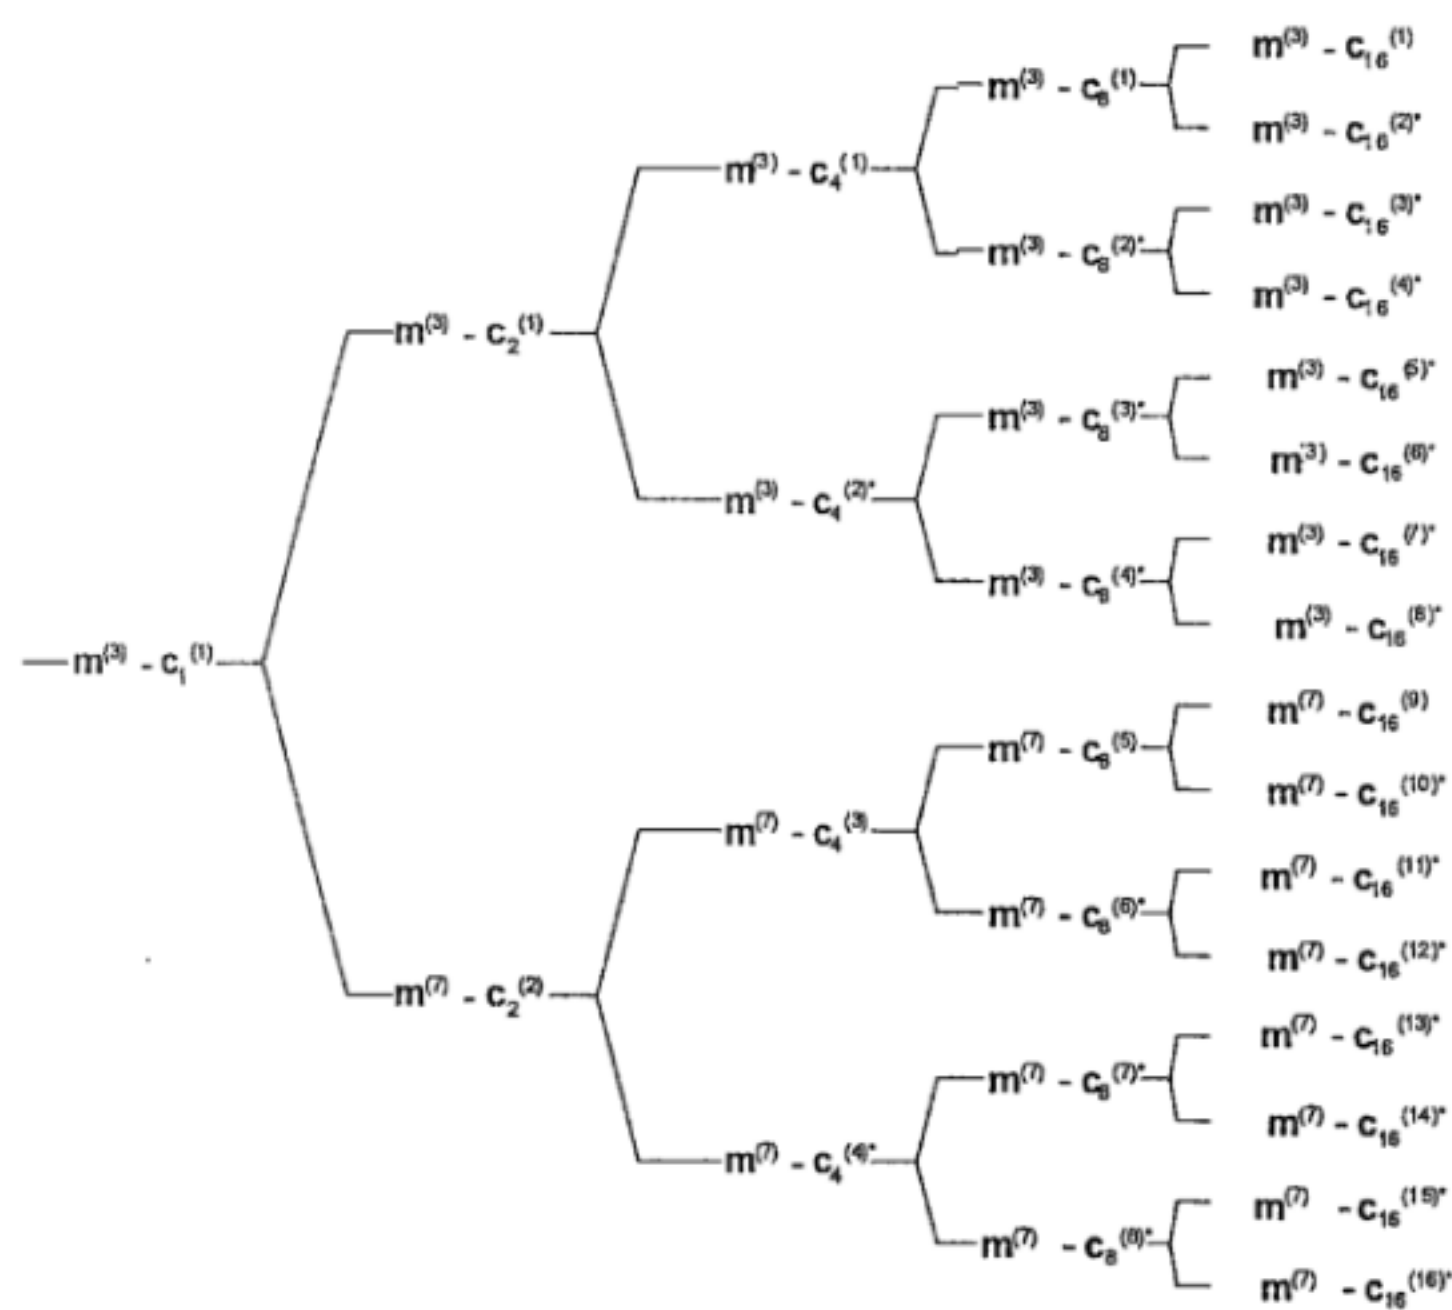 m(3) - c16(1)
m(3) - c8(1)
m(3) - c16(2)*
m(3) - c4(1)
m(3) - c16(3)*
m(3) - c8(2)*
m(3) - c16(4)*
m(3) - c2(1)
m(3) - c16(5)*
m(3) - c8(3)*
m(3) - c16(6)*
m(3) - c4(2)*
m(3) - c16(7)*
m(3) - c8(4)*
m(3) - c16(8)*
m(3) - c1(1)
m(7) - c16(9)
m(7) - c8(5)
m(7) - c16(10)*
m(7) - c4(3)
m(7) - c16(11)*
m(7) - c8(6)*
m(7) - c16(12)*
m(7) - c2(2)
m(7) - c16(13)*
m(7) - c8(7)*
m(7) - c16(14)*
m(7) - c4(4)*
m(7) - c16(15)*
m(7) - c8(8)*
m(7) - c16(16)*